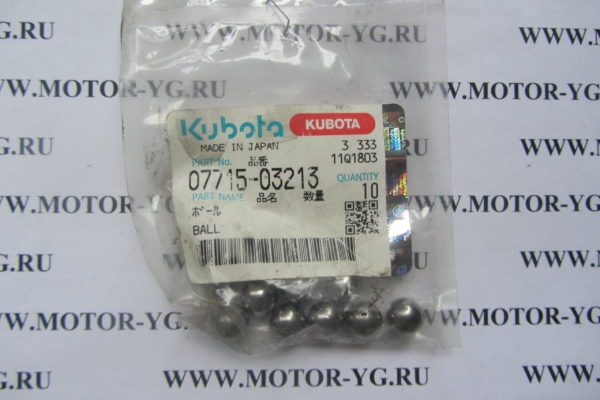 WWW.MOTOR-YG.RU WWW.MOTOR-YG.RU
WWW.MOTOR-YG.RU
Kubota KUBOTA
MADE IN JAPAN 3 333
PART No. 品番 11Q1803
07715-03213 QUANTITY
PART NAME 品名 数量 10
ボール
BALL
WWW.MOTOR-YG.RU
WWW.MOTOR-YG.RU